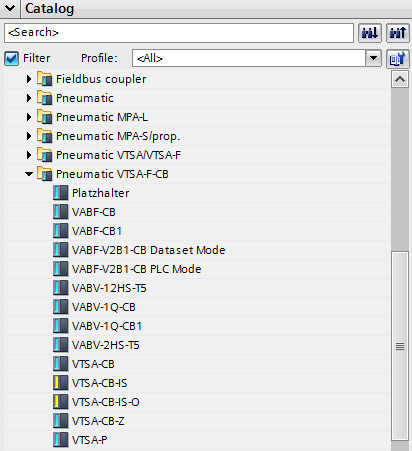 Catalog
<Search>
Filter Profile: <All>
Fieldbus coupler
Pneumatic
Pneumatic MPA-L
Pneumatic MPA-S/prop.
Pneumatic VTSA/VTSA-F
Pneumatic VTSA-F-CB
Platzhalter
VABF-CB
VABF-CB1
VABF-V2B1-CB Dataset Mode
VABF-V2B1-CB PLC Mode
VABV-12HS-T5
VABV-1Q-CB
VABV-1Q-CB1
VABV-2HS-T5
VTSA-CB
VTSA-CB-IS
VTSA-CB-IS-O
VTSA-CB-Z
VTSA-P